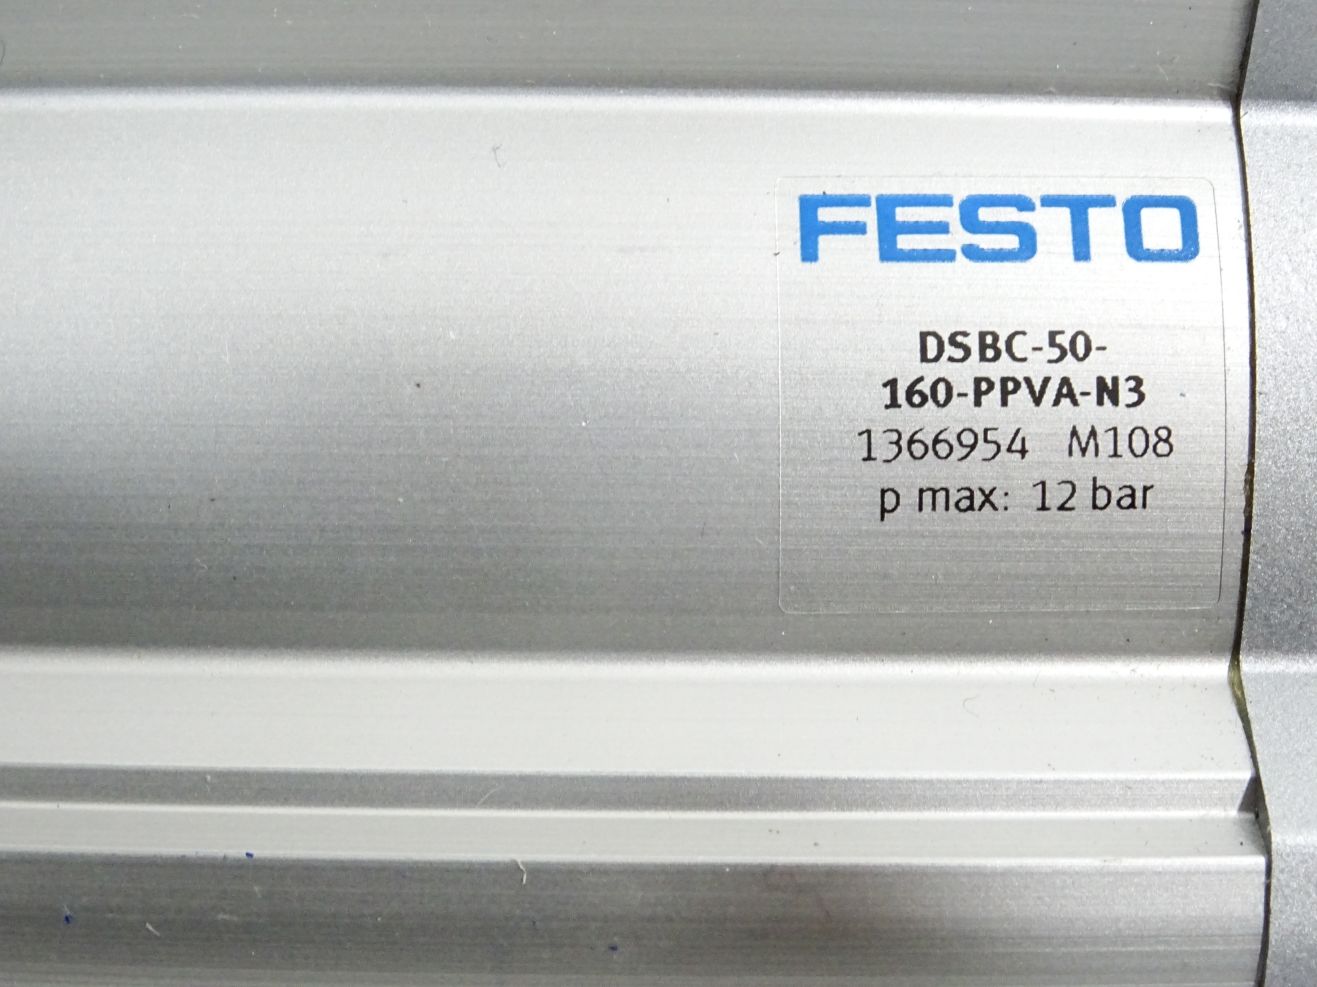 FESTO
DSBC-50-
160-PPVA-N3
1366954 M108
p max: 12 bar